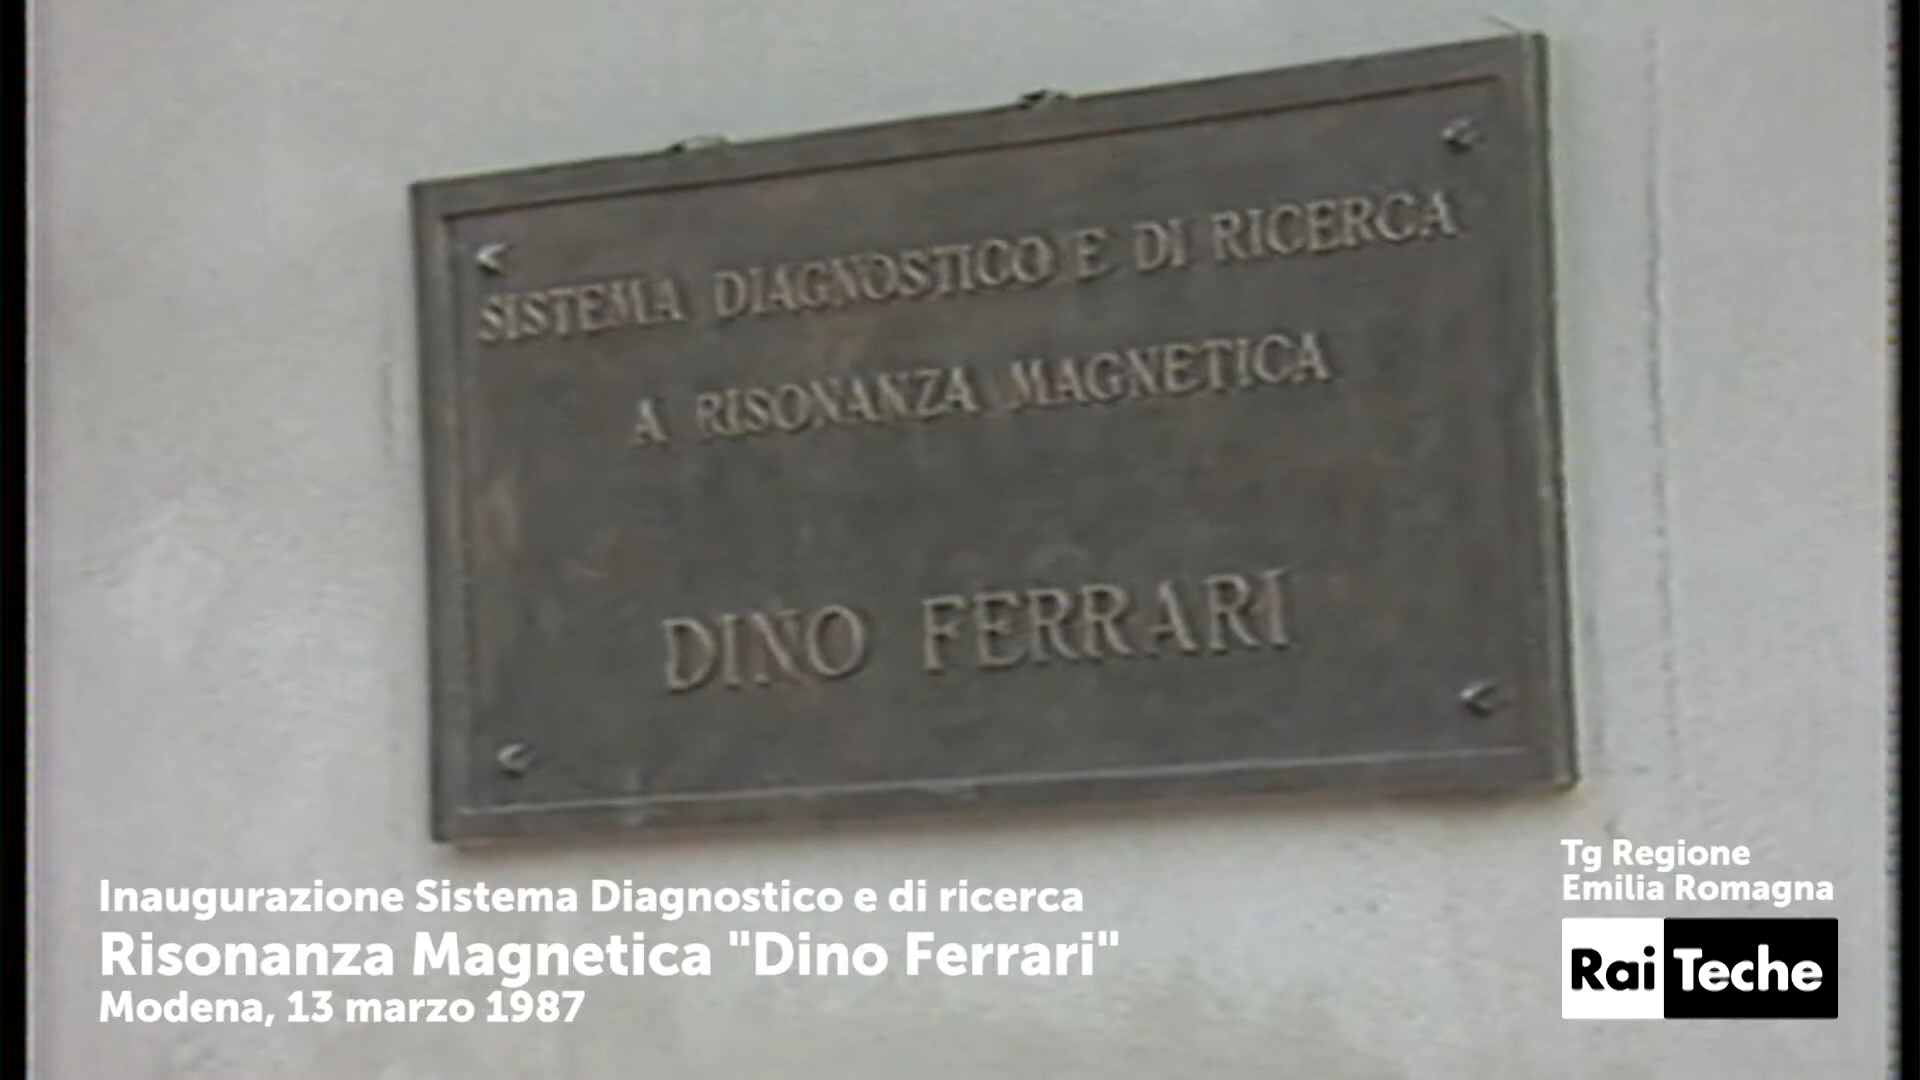 SISTEMA DIAGNOSTICO E DI RICERCA
A RISONANZA MAGNETICA
DINO FERRARI
Inaugurazione Sistema Diagnostico e di ricerca
Risonanza Magnetica "Dino Ferrari"
Modena, 13 marzo 1987
Tg Regione
Emilia Romagna
Rai Teche